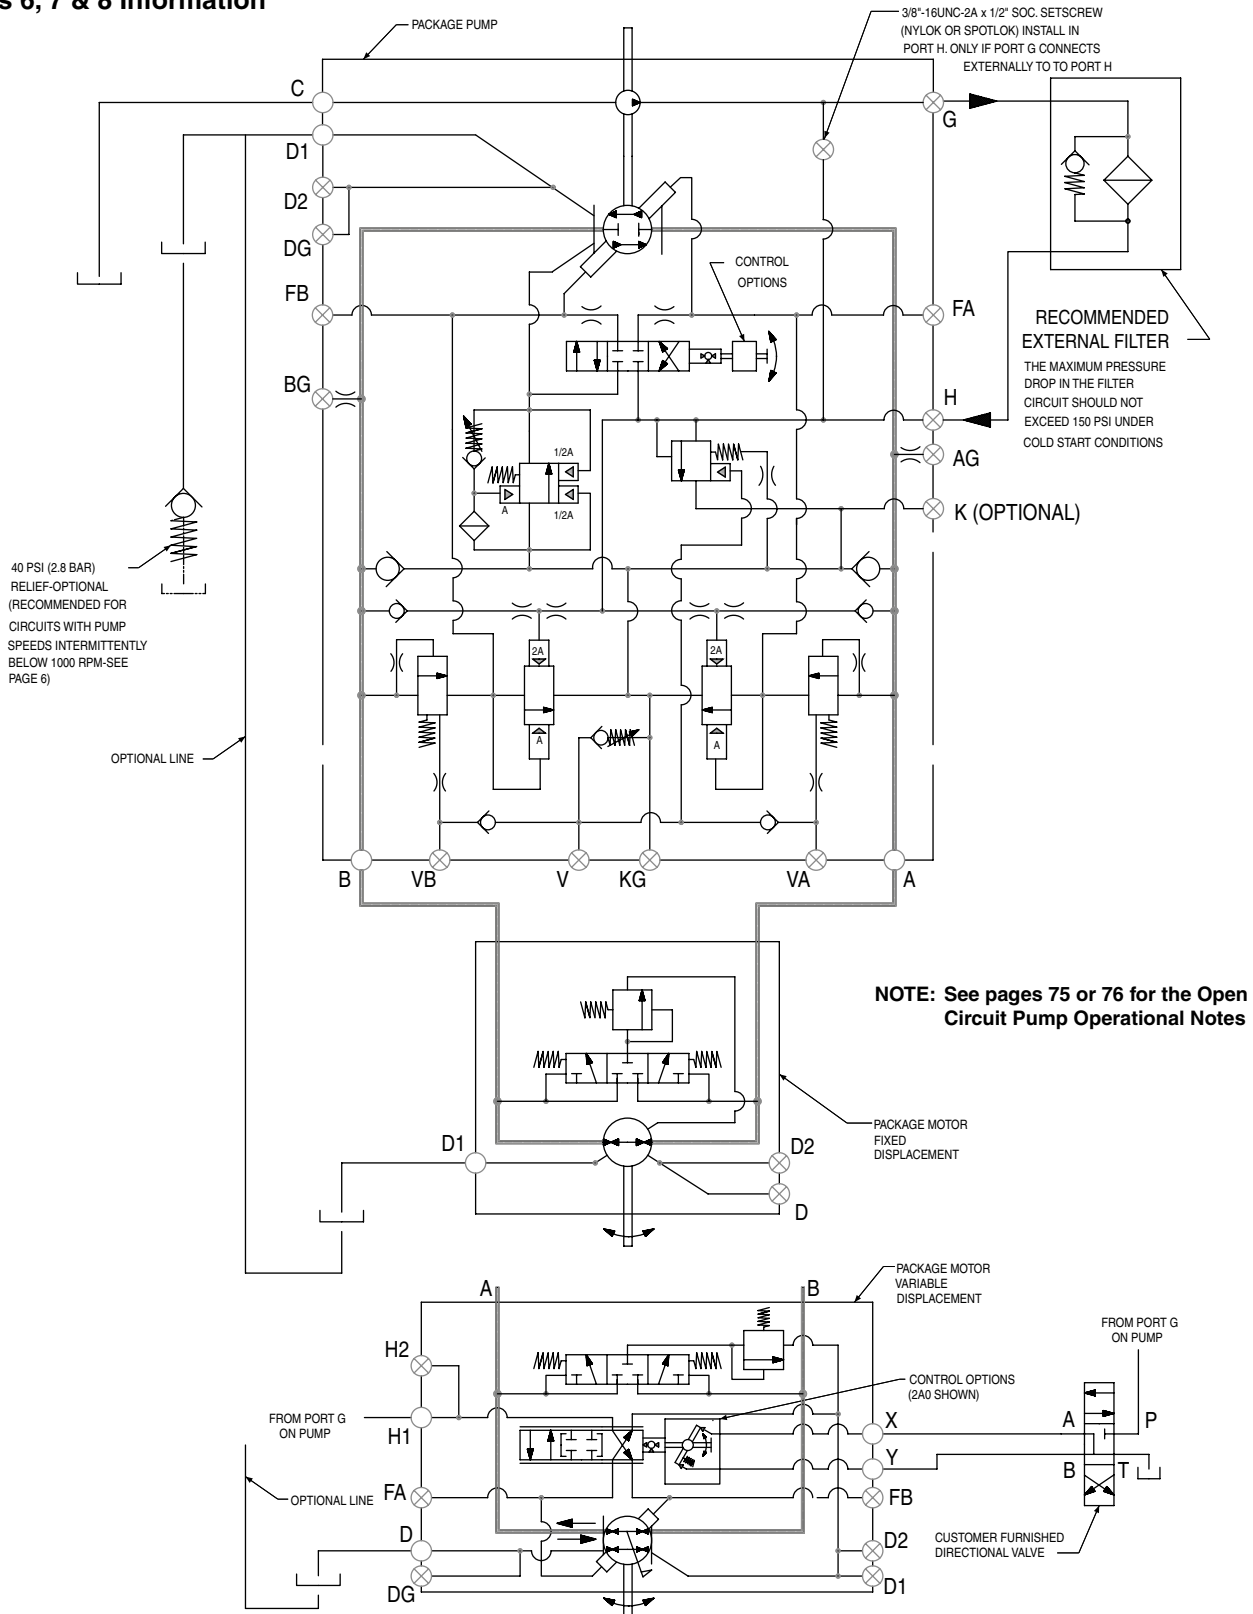 s 6, 7 & 8 Information
PACKAGE PUMP
3/8"-16UNC-2A x 1/2" SOC. SETSCREW
(NYLOK OR SPOTLOK) INSTALL IN
PORT H. ONLY IF PORT G CONNECTS
EXTERNALLY TO TO PORT H
C
G
D1
D2
DG
FB
CONTROL
OPTIONS
FA
RECOMMENDED
EXTERNAL FILTER
THE MAXIMUM PRESSURE
DROP IN THE FILTER
CIRCUIT SHOULD NOT
EXCEED 150 PSI UNDER
COLD START CONDITIONS
BG
H
AG
K (OPTIONAL)
1/2A
A
1/2A
40 PSI (2.8 BAR)
RELIEF-OPTIONAL
(RECOMMENDED FOR
CIRCUITS WITH PUMP
SPEEDS INTERMITTENTLY
BELOW 1000 RPM-SEE
PAGE 6)
2A
2A
A
A
OPTIONAL LINE
B
VB
V
KG
VA
A
NOTE: See pages 75 or 76 for the Open
Circuit Pump Operational Notes
PACKAGE MOTOR
FIXED
DISPLACEMENT
D1
D2
D
A
B
PACKAGE MOTOR
VARIABLE
DISPLACEMENT
FROM PORT G
ON PUMP
H2
CONTROL OPTIONS
(2A0 SHOWN)
FROM PORT G
ON PUMP
H1
X
A
P
Y
B
T
OPTIONAL LINE
FA
FB
D
D2
CUSTOMER FURNISHED
DIRECTIONAL VALVE
DG
D1